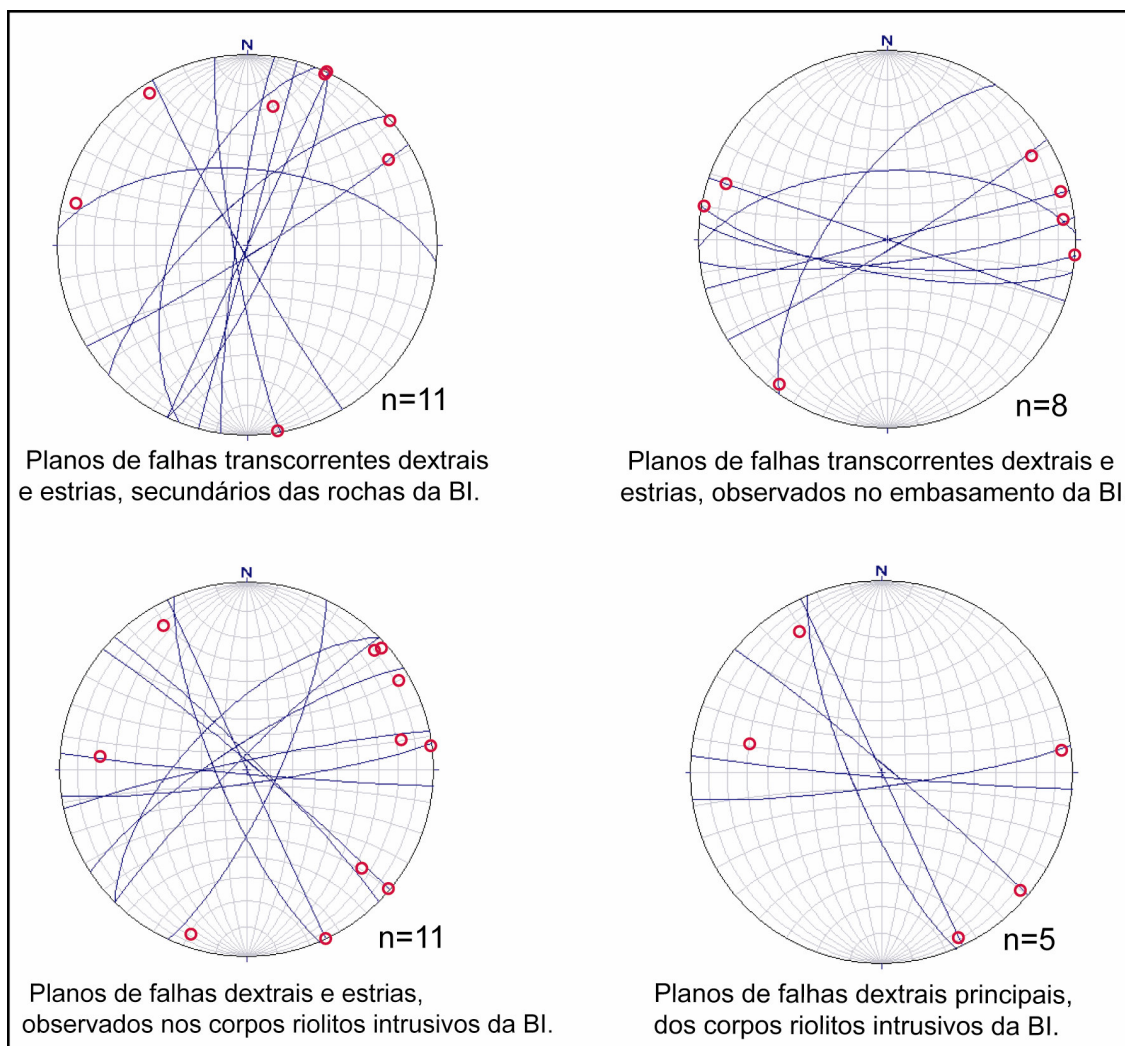 N
N
n=11
n=8
Planos de falhas transcorrentes dextrais
e estrias, secundários das rochas da BI.
Planos de falhas transcorrentes dextrais e
estrias, observados no embasamento da BI
N
N
n=11
n=5
Planos de falhas dextrais e estrias,
observados nos corpos riolitos intrusivos da BI.
Planos de falhas dextrais principais,
dos corpos riolitos intrusivos da BI.